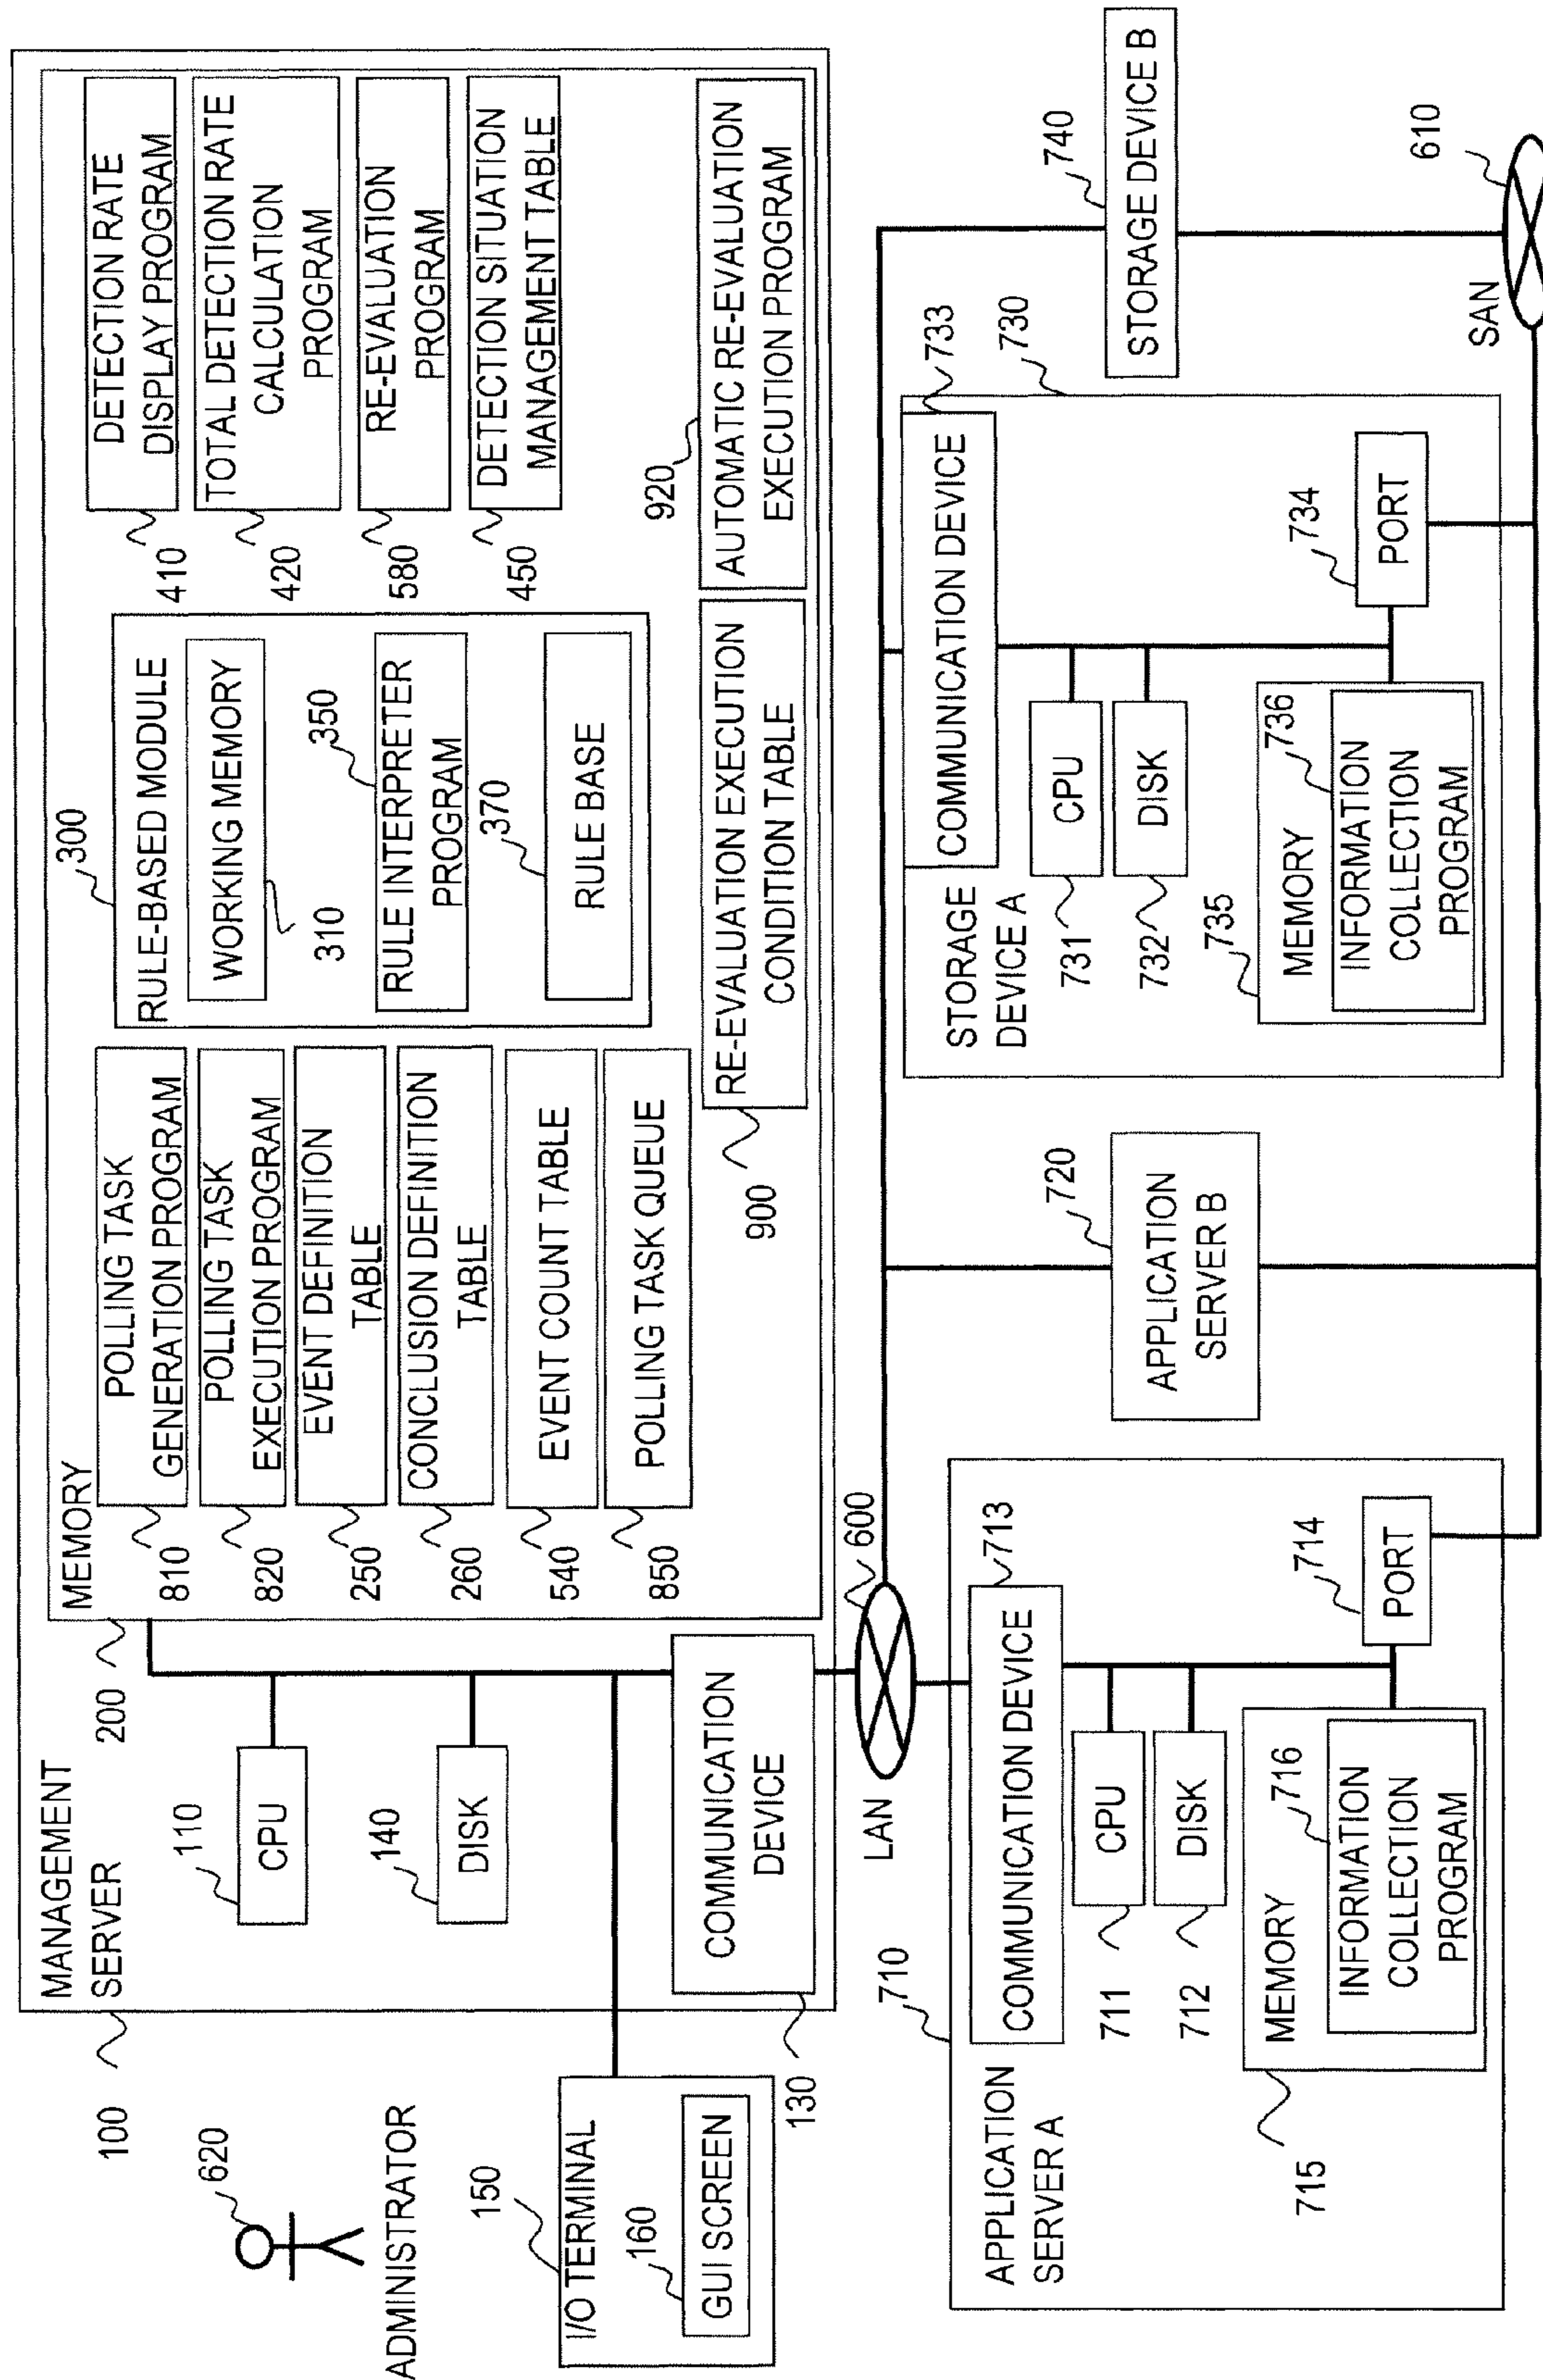 100
MANAGEMENT
SERVER
200
MEMORY
810
POLLING TASK
GENERATION PROGRAM
820
POLLING TASK
EXECUTION PROGRAM
250
EVENT DEFINITION
TABLE
260
CONCLUSION DEFINITION
TABLE
540
EVENT COUNT TABLE
850
POLLING TASK QUEUE
300
RULE-BASED MODULE
WORKING MEMORY
310
350
RULE INTERPRETER
PROGRAM
370
RULE BASE
410
DETECTION RATE
DISPLAY PROGRAM
420
TOTAL DETECTION RATE
CALCULATION
PROGRAM
580
RE-EVALUATION
PROGRAM
450
DETECTION SITUATION
MANAGEMENT TABLE
900
RE-EVALUATION EXECUTION
CONDITION TABLE
920
AUTOMATIC RE-EVALUATION
EXECUTION PROGRAM
110
CPU
140
DISK
COMMUNICATION
DEVICE
130
620
ADMINISTRATOR
150
I/O TERMINAL
160
GUI SCREEN
LAN
600
710
APPLICATION
SERVER A
COMMUNICATION DEVICE
713
711
CPU
712
DISK
714
PORT
715
MEMORY
716
INFORMATION
COLLECTION
PROGRAM
720
APPLICATION
SERVER B
STORAGE
DEVICE A
COMMUNICATION DEVICE
733
730
731
CPU
732
DISK
734
PORT
735
MEMORY
736
INFORMATION
COLLECTION
PROGRAM
740
STORAGE DEVICE B
SAN
610